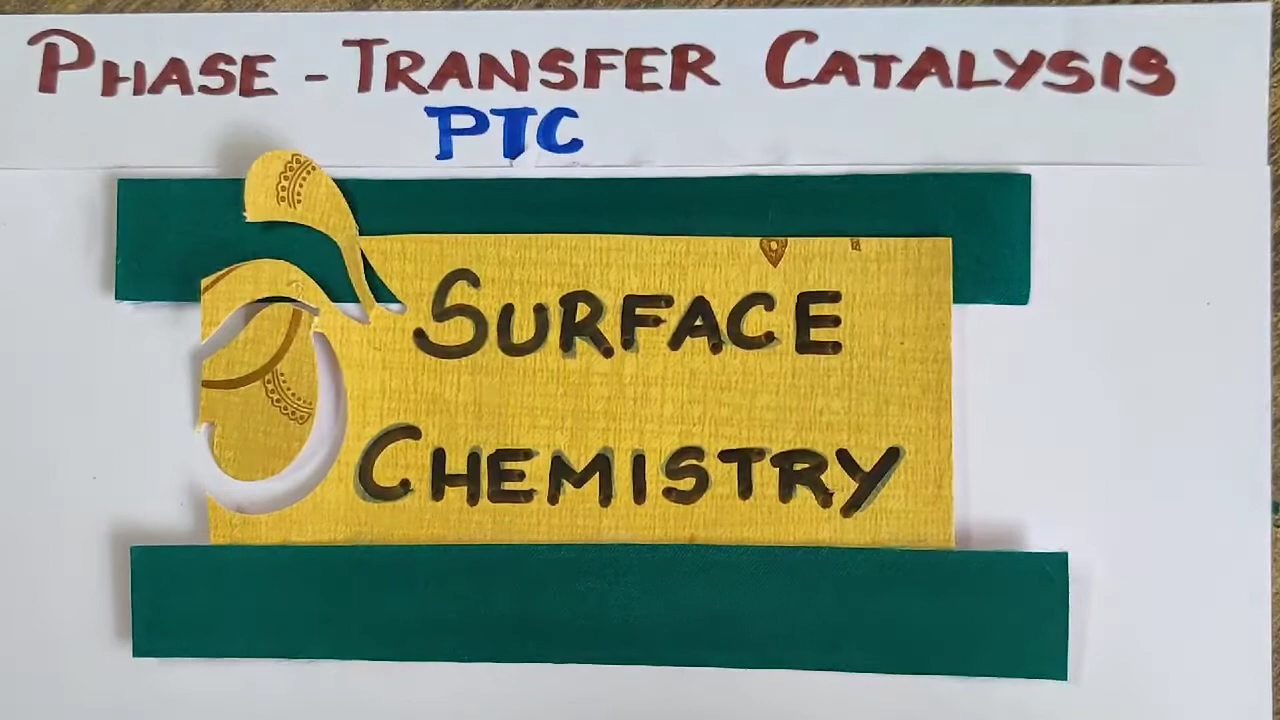 PHASE - TRANSFER CATALYSIS
PTC
SURFACE
CHEMISTRY